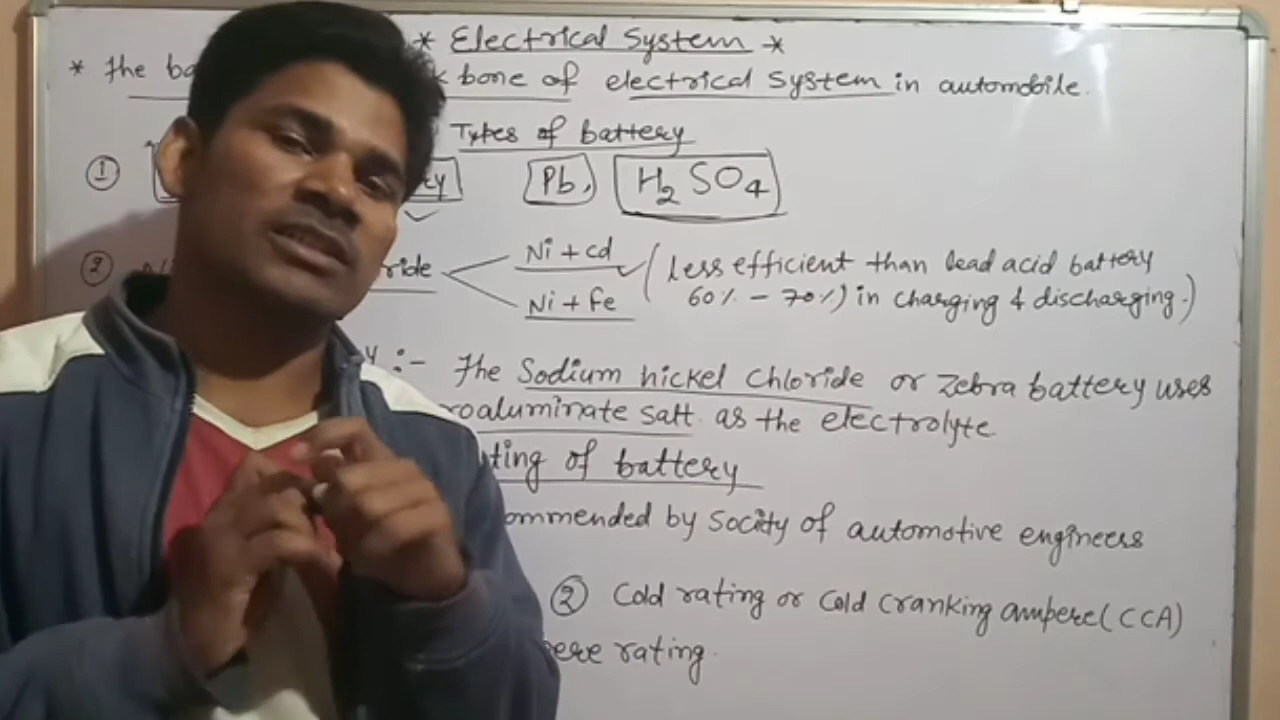 * Electrical System *
* The ba k bone of electrical system in automobile.
Types of battery
① ey Pb, H2SO4
② ride Ni + cd (less efficient than lead acid battery
Ni + Fe 60% - 70%) in charging & discharging.)
y :- The Sodium nickel chloride or Zebra battery uses
roaluminate salt as the electrolyte
ting of battery
ommended by Socity of automotive engineers
② Cold rating or Cold Cranking ampere (CCA)
ere rating.